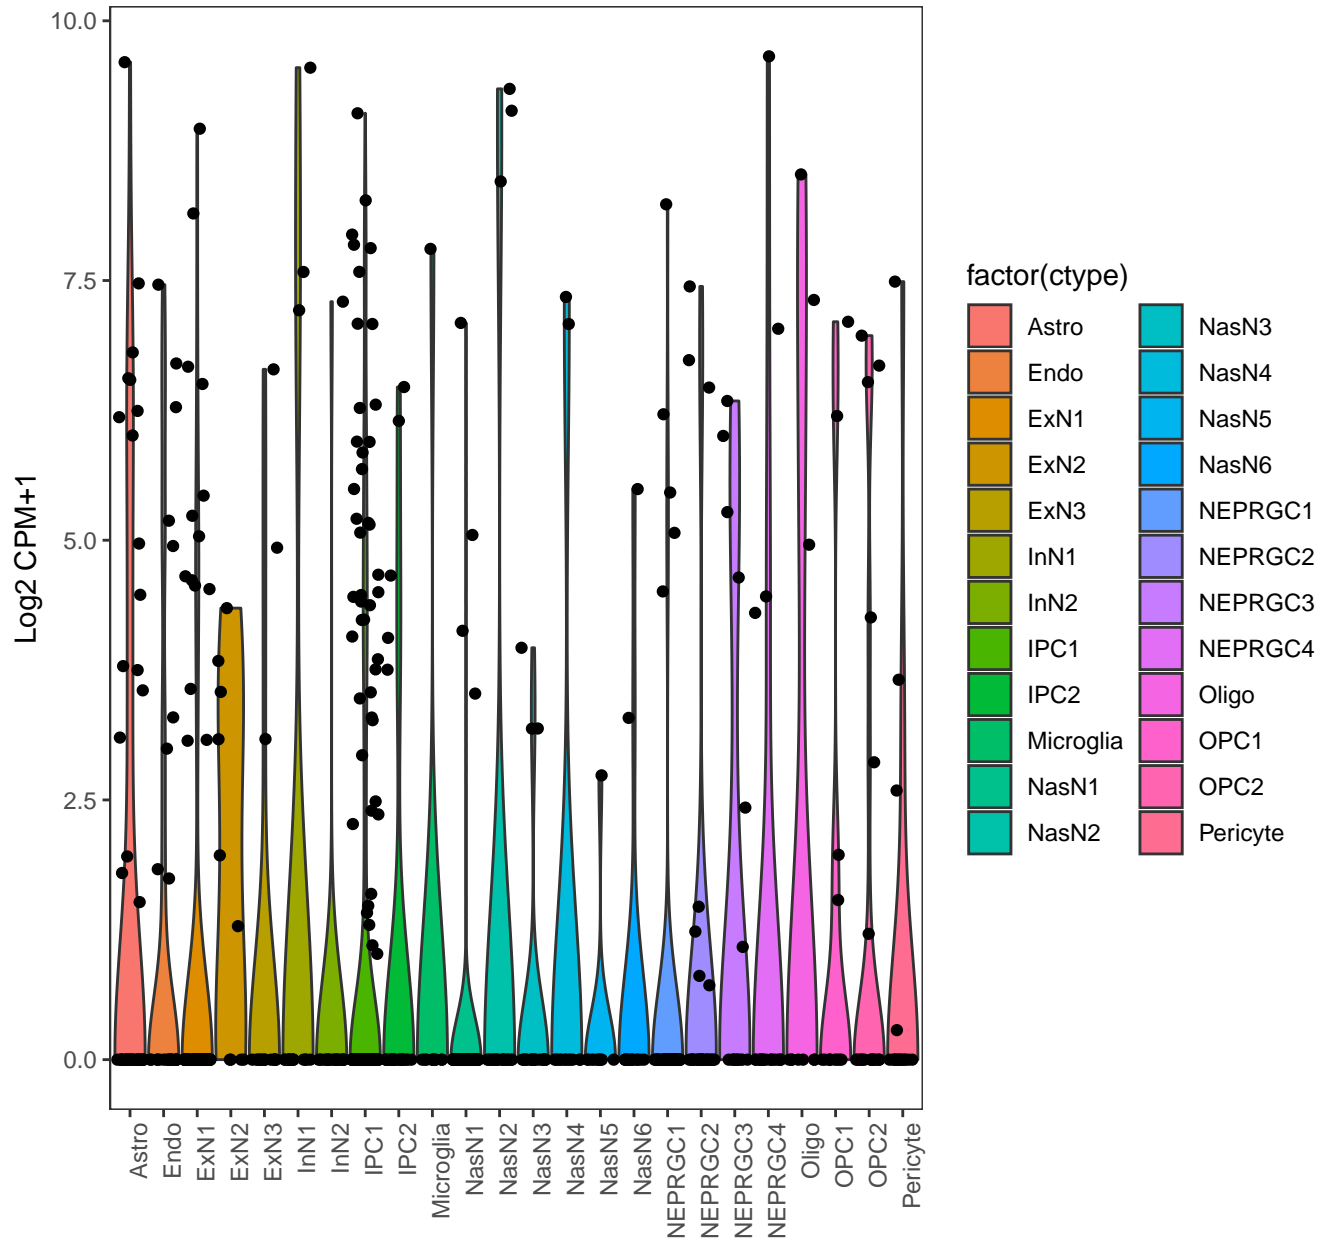 10.0
7.5
5.0
2.5
0.0
Log2 CPM+1
Astro
Endo
ExN1
ExN2
ExN3
InN1
InN2
IPC1
IPC2
Microglia
NasN1
NasN2
NasN3
NasN4
NasN5
NasN6
NEPRGC1
NEPRGC2
NEPRGC3
NEPRGC4
Oligo
OPC1
OPC2
Pericyte
factor(ctype)
Astro
Endo
ExN1
ExN2
ExN3
InN1
InN2
IPC1
IPC2
Microglia
NasN1
NasN2
NasN3
NasN4
NasN5
NasN6
NEPRGC1
NEPRGC2
NEPRGC3
NEPRGC4
Oligo
OPC1
OPC2
Pericyte